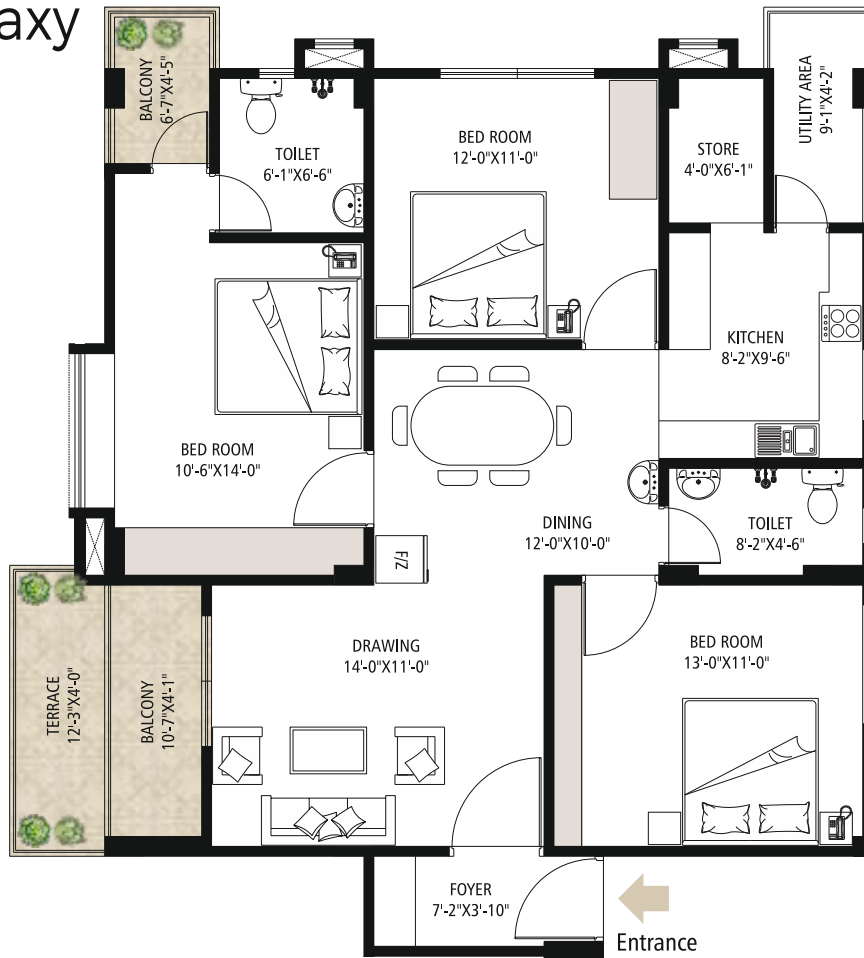 axy
BALCONY
6'-7"X4'-5"
TOILET
6'-1"X6'-6"
BED ROOM
12'-0"X11'-0"
STORE
4'-0"X6'-1"
UTILITY AREA
9'-1"X4'-2"
KITCHEN
8'-2"X9'-6"
BED ROOM
10'-6"X14'-0"
DINING
12'-0"X10'-0"
TOILET
8'-2"X4'-6"
F/Z
DRAWING
14'-0"X11'-0"
BED ROOM
13'-0"X11'-0"
TERRACE
12'-3"X4'-0"
BALCONY
10'-7"X4'-1"
FOYER
7'-2"X3'-10"
Entrance